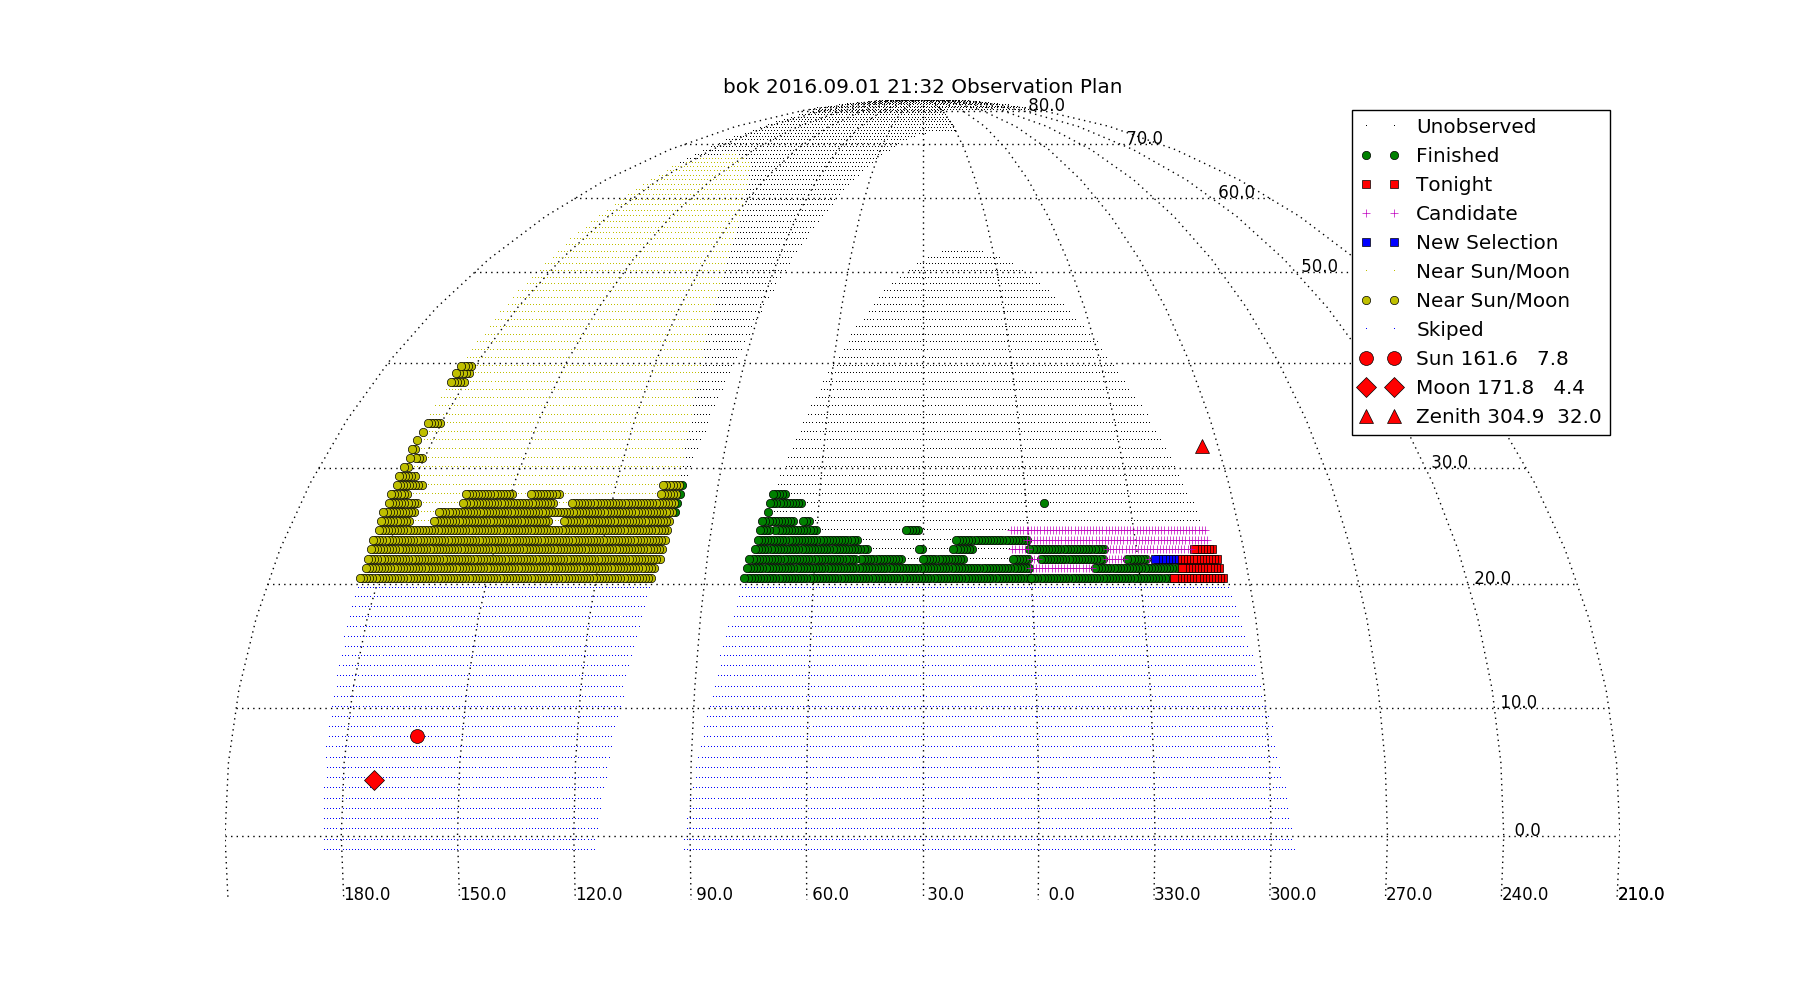 bok 2016.09.01 21:32 Observation Plan
80.0
70.0
60.0
50.0
30.0
20.0
10.0
0.0
Unobserved
Finished
Tonight
Candidate
New Selection
Near Sun/Moon
Near Sun/Moon
Skiped
Sun 161.6 7.8
Moon 171.8 4.4
Zenith 304.9 32.0
180.0 150.0 120.0 90.0 60.0 30.0 0.0 330.0 300.0 270.0 240.0 210.0